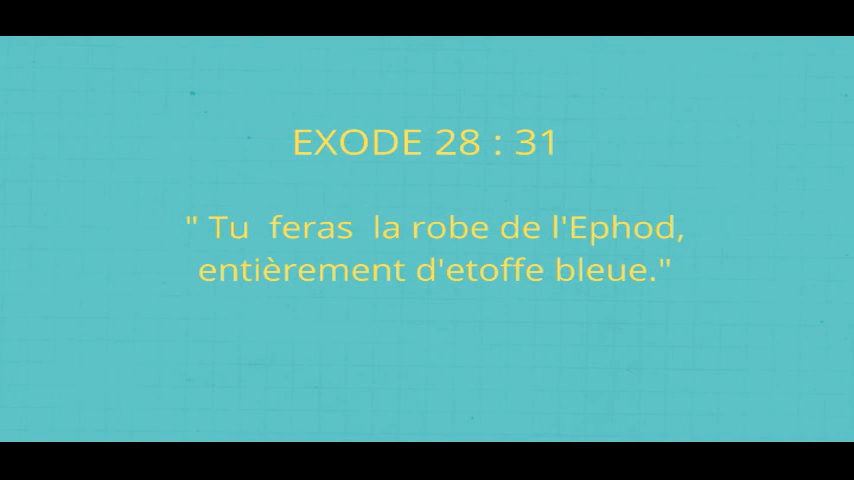 EXODE 28 : 31
" Tu feras la robe de l'Ephod,
entièrement d'etoffe bleue."